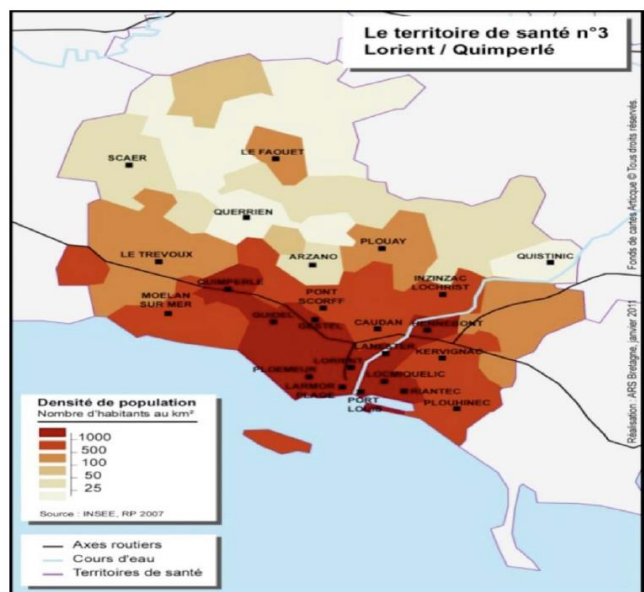 Le territoire de santé n°3
Lorient / Quimperlé
SCAER
LE FAOUET
QUERRIEN
LE TREVOUX
ARZANO
PLOUAY
QUISTINIC
INZINZAC
LOCHRIST
QUIMPERLE
PONT
SCORFF
MOELAN
SUR MER
GUIDEL
GESTEL
CAUDAN
HENNEBONT
LANESTER
KERVIGNAC
LORIENT
PLOEMEUR
LOCMIQUELIC
LARMOR
PLAGE
PORT
LOUIS
RIANTEC
PLOUHINEC
Densité de population
Nombre d'habitants au km²
1000
500
100
50
25
Source : INSEE, RP 2007
Axes routiers
Cours d'eau
Territoires de santé
Réalisation ARS Bretagne, janvier 2011 Fonds de cartes Articque © Tous droits réservés.